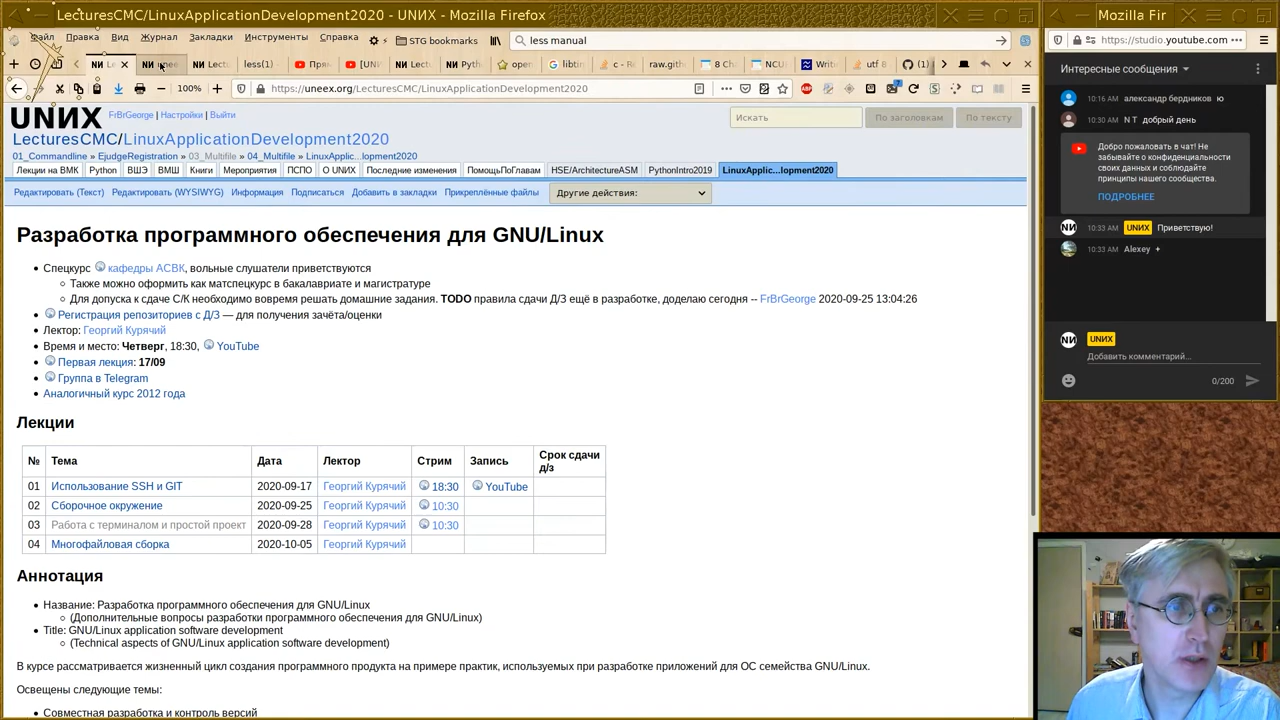 LecturesCMC/LinuxApplicationDevelopment2020 - UNИX - Mozilla Firefox
Mozilla Fir
Файл Правка Вид Журнал Закладки Инструменты Справка
STG bookmarks
less manual
https://studio.youtube.com
less(1)
100%
https://uneex.org/LecturesCMC/LinuxApplicationDevelopment2020
UNИX
FrBrGeorge | Настройки | Выйти
LecturesCMC/LinuxApplicationDevelopment2020
Искать
По заголовкам
По тексту
01_Commandline » EjudgeRegistration » 03_Multifile » 04_Multifile » LinuxApplic...lopment2020
Лекции на ВМК Python ВШЭ ВМШ Книги Мероприятия ПСПО О UNIX Последние изменения ПомощьПоГлавам HSE/ArchitectureASM PythonIntro2019 LinuxApplic...lopment2020
Редактировать (Текст) Редактировать (WYSIWYG) Информация Подписаться Добавить в закладки Прикреплённые файлы Другие действия:
Разработка программного обеспечения для GNU/Linux
Спецкурс кафедры АСВК, вольные слушатели приветствуются
Также можно оформить как матспецкурс в бакалавриате и магистратуре
Для допуска к сдаче С/К необходимо вовремя решать домашние задания. TODO правила сдачи Д/З ещё в разработке, доделаю сегодня -- FrBrGeorge 2020-09-25 13:04:26
Регистрация репозиториев с Д/З — для получения зачёта/оценки
Лектор: Георгий Курячий
Время и место: Четверг, 18:30, YouTube
Первая лекция: 17/09
Группа в Telegram
Аналогичный курс 2012 года
Лекции
№ Тема Дата Лектор Стрим Запись Срок сдачи д/з
01 Использование SSH и GIT 2020-09-17 Георгий Курячий 18:30 YouTube
02 Сборочное окружение 2020-09-25 Георгий Курячий 10:30
03 Работа с терминалом и простой проект 2020-09-28 Георгий Курячий 10:30
04 Многофайловая сборка 2020-10-05 Георгий Курячий
Аннотация
Название: Разработка программного обеспечения для GNU/Linux
(Дополнительные вопросы разработки программного обеспечения для GNU/Linux)
Title: GNU/Linux application software development
(Technical aspects of GNU/Linux application software development)
В курсе рассматривается жизненный цикл создания программного продукта на примере практик, используемых при разработке приложений для ОС семейства GNU/Linux.
Освещены следующие темы:
Совместная разработка и контроль версий
Интересные сообщения
10:16 AM александр бердников ю
10:30 AM N T добрый день
Добро пожаловать в чат! Не
забывайте о конфиденциальности
своих данных и соблюдайте
принципы нашего сообщества.
ПОДРОБНЕЕ
10:33 AM UNИX Приветствую!
10:33 AM Alexey +
UNИX
Добавить комментарий...
0/200